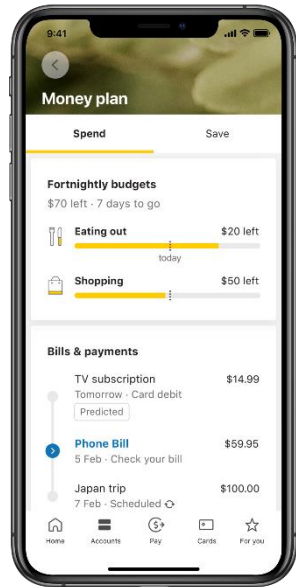 9:41
Money plan
Spend Save
Fortnightly budgets
$70 left · 7 days to go
Eating out $20 left
today
Shopping $50 left
Bills & payments
TV subscription $14.99
Tomorrow · Card debit
Predicted
Phone Bill $59.95
5 Feb · Check your bill
Japan trip $100.00
7 Feb · Scheduled
Home Accounts Pay Cards For you